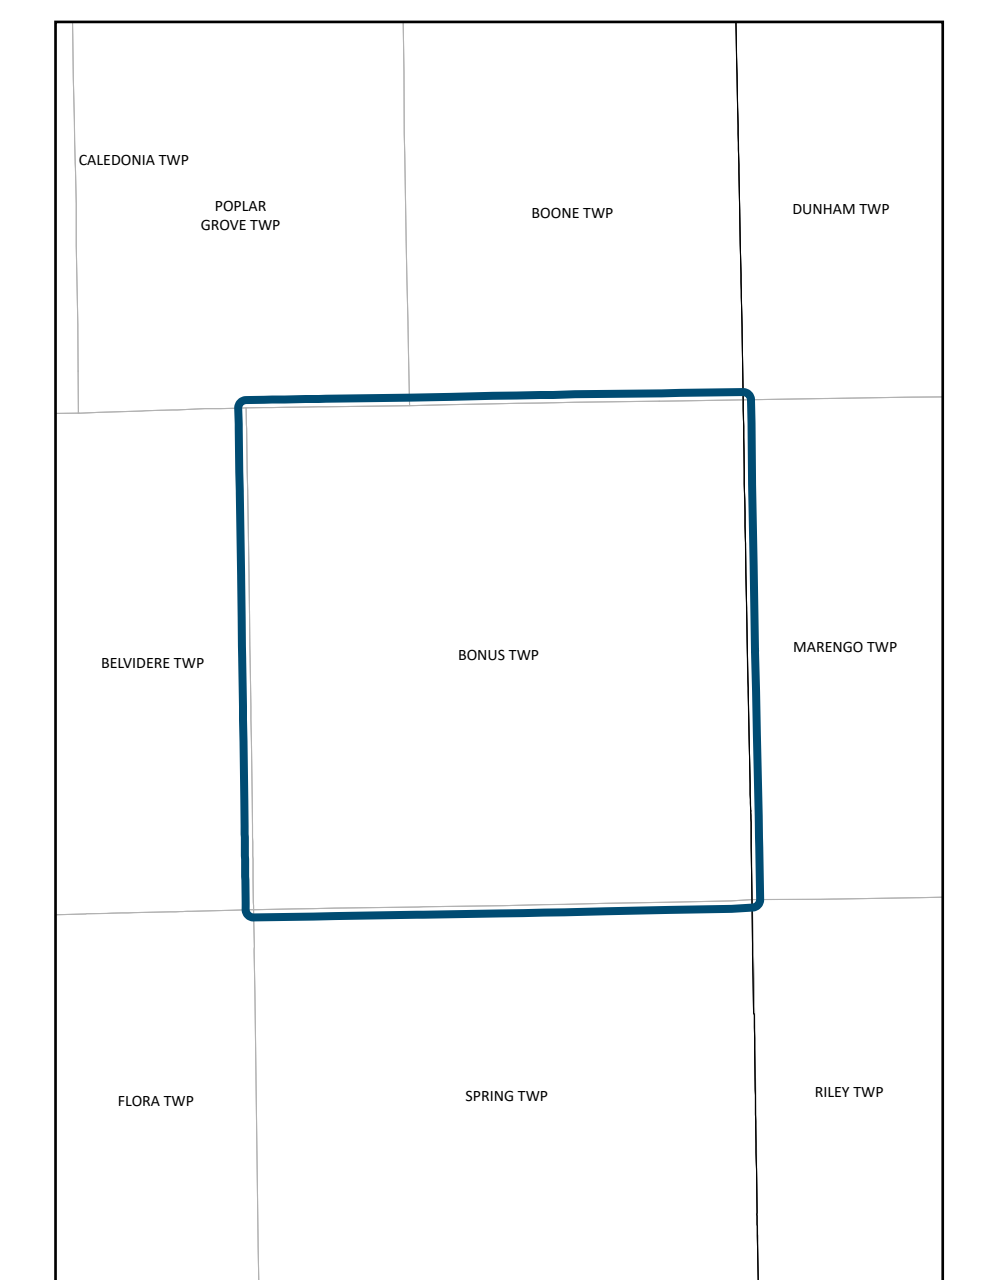 CALEDONIA TWP
POPLAR
GROVE TWP
BOONE TWP
DUNHAM TWP
BELVIDERE TWP
BONUS TWP
MARENGO TWP
FLORA TWP
SPRING TWP
RILEY TWP